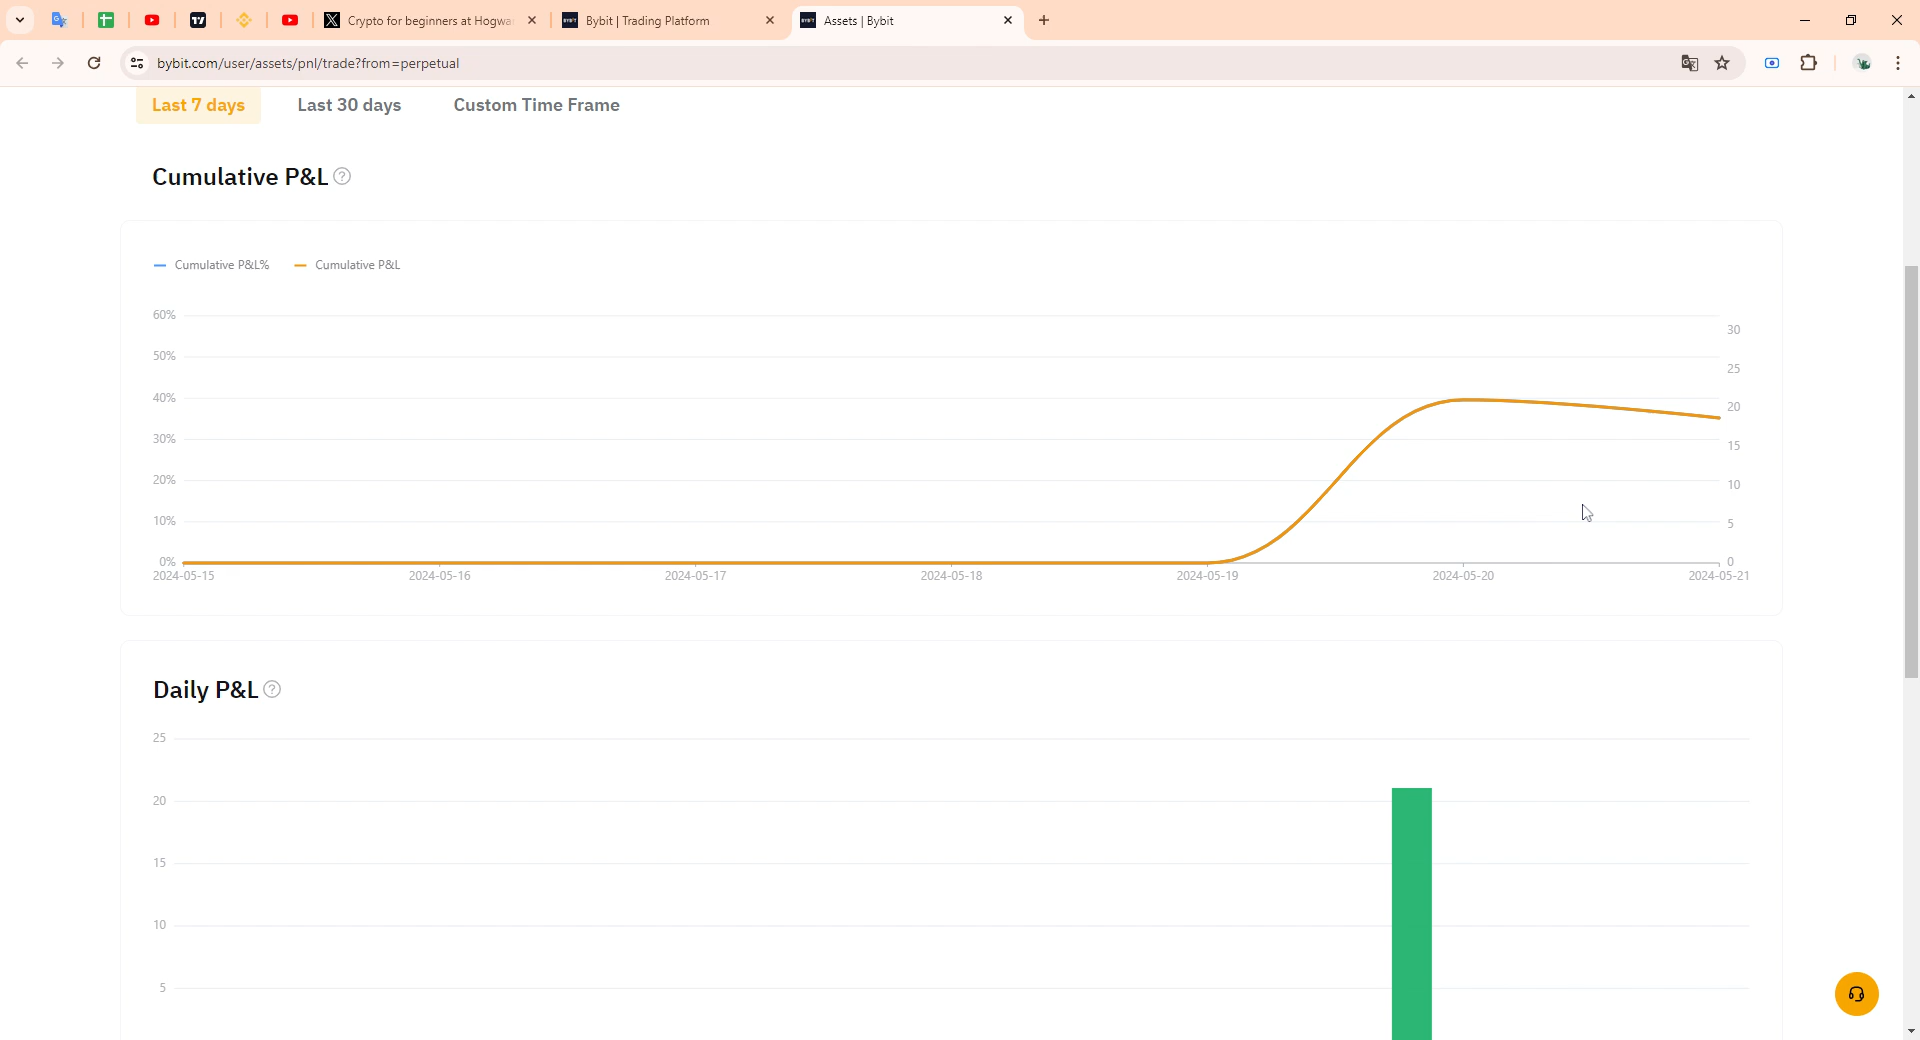 Crypto for beginners at Hogwa
Bybit | Trading Platform
Assets | Bybit
bybit.com/user/assets/pnl/trade?from=perpetual
Last 7 days Last 30 days Custom Time Frame
Cumulative P&L ?
Cumulative P&L% Cumulative P&L
60%
30
50%
25
40%
20
30%
15
20%
10
10%
5
0%
0
2024-05-15 2024-05-16 2024-05-17 2024-05-18 2024-05-19 2024-05-20 2024-05-21
Daily P&L ?
25
20
15
10
5